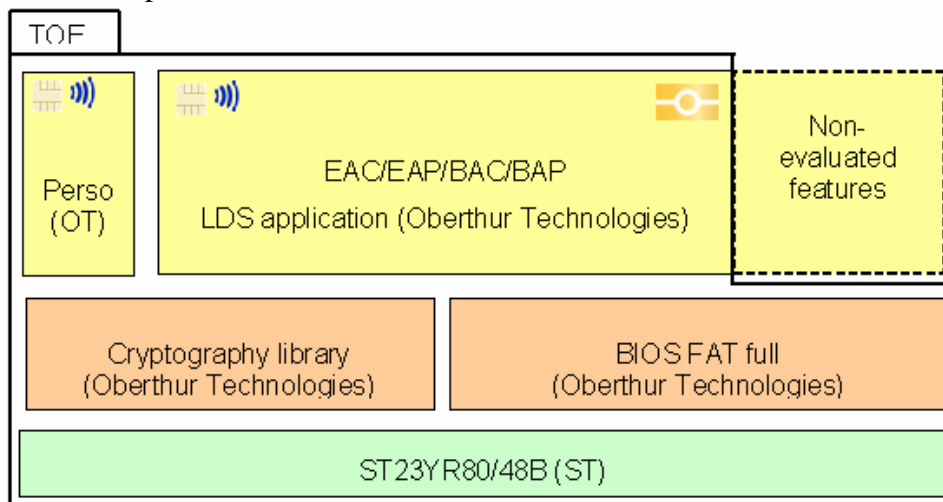 TOE
Perso
(OT)
EAC/EAP/BAC/BAP
LDS application (Oberthur Technologies)
Non-
evaluated
features
Cryptography library
(Oberthur Technologies)
BIOS FAT full
(Oberthur Technologies)
ST23YR80/48B (ST)